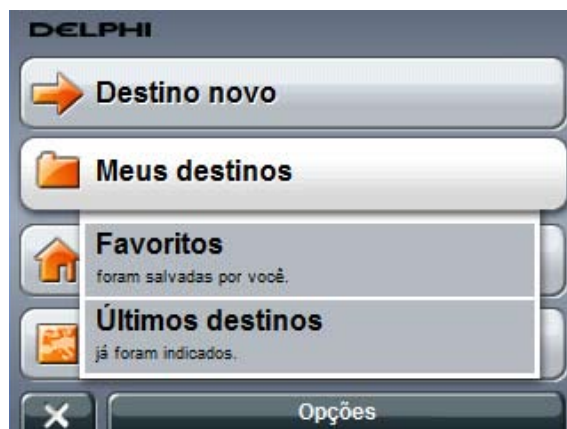 DELPHI
Destino novo
Meus destinos
Favoritos
foram salvadas por você.
Últimos destinos
já foram indicados.
Opções